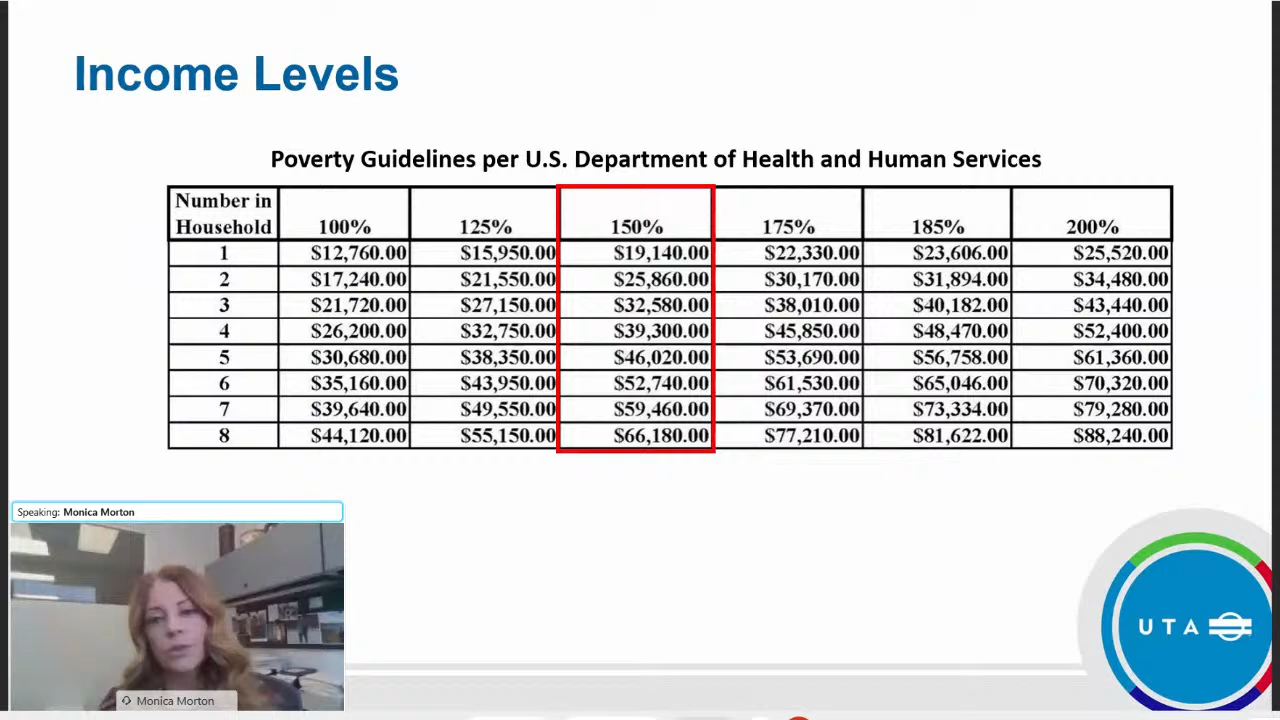 Income Levels
Poverty Guidelines per U.S. Department of Health and Human Services
Number in Household 100% 125% 150% 175% 185% 200%
1 $12,760.00 $15,950.00 $19,140.00 $22,330.00 $23,606.00 $25,520.00
2 $17,240.00 $21,550.00 $25,860.00 $30,170.00 $31,894.00 $34,480.00
3 $21,720.00 $27,150.00 $32,580.00 $38,010.00 $40,182.00 $43,440.00
4 $26,200.00 $32,750.00 $39,300.00 $45,850.00 $48,470.00 $52,400.00
5 $30,680.00 $38,350.00 $46,020.00 $53,690.00 $56,758.00 $61,360.00
6 $35,160.00 $43,950.00 $52,740.00 $61,530.00 $65,046.00 $70,320.00
7 $39,640.00 $49,550.00 $59,460.00 $69,370.00 $73,334.00 $79,280.00
8 $44,120.00 $55,150.00 $66,180.00 $77,210.00 $81,622.00 $88,240.00
Speaking: Monica Morton
Monica Morton
UTA